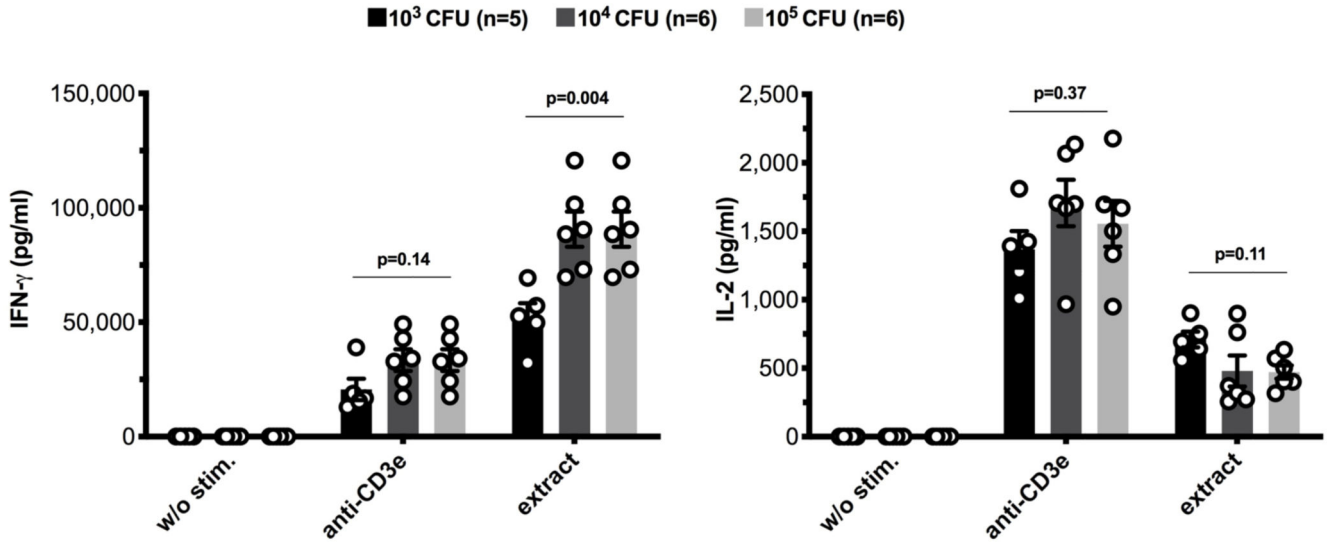 10³ CFU (n=5) 10⁴ CFU (n=6) 10⁵ CFU (n=6)
IFN-γ (pg/ml)
150,000
100,000
50,000
0
p=0.14
p=0.004
w/o stim.
anti-CD3e
extract
IL-2 (pg/ml)
2,500
2,000
1,500
1,000
500
0
p=0.37
p=0.11
w/o stim.
anti-CD3e
extract